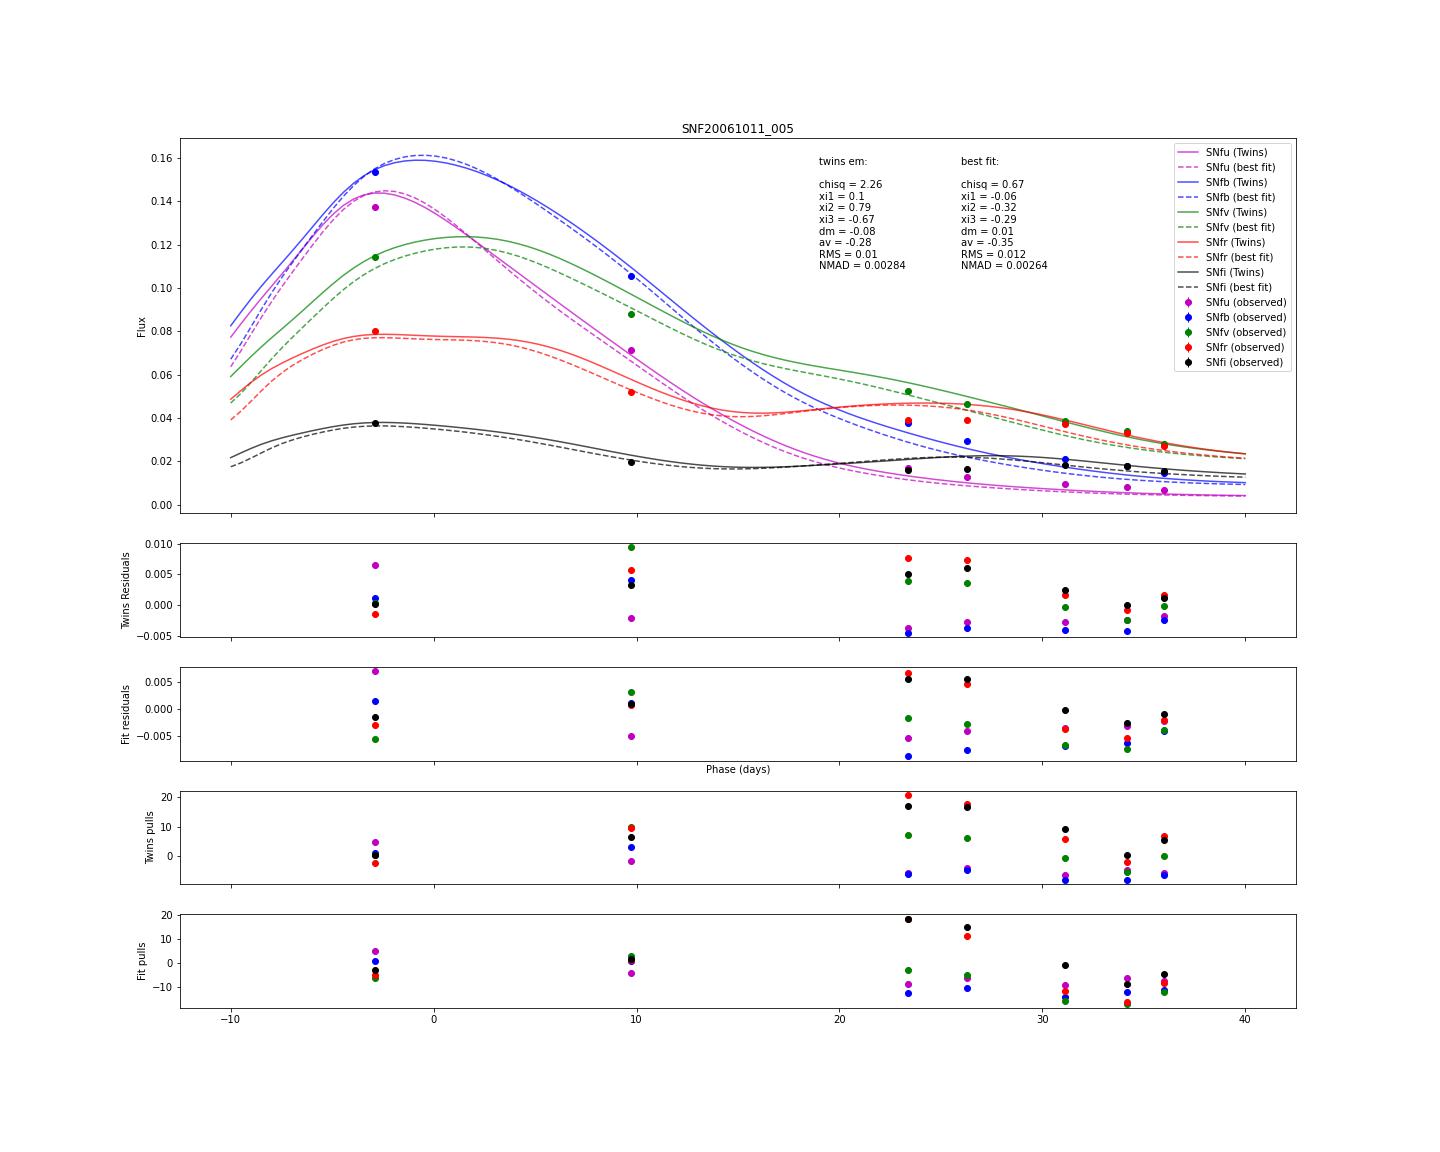 SNF20061011_005
Flux
0.16
0.14
0.12
0.10
0.08
0.06
0.04
0.02
0.00
twins em:
chisq = 2.26
xi1 = 0.1
xi2 = 0.79
xi3 = -0.67
dm = -0.08
av = -0.28
RMS = 0.01
NMAD = 0.00284
best fit:
chisq = 0.67
xi1 = -0.06
xi2 = -0.32
xi3 = -0.29
dm = 0.01
av = -0.35
RMS = 0.012
NMAD = 0.00264
SNfu (Twins)
SNfu (best fit)
SNfb (Twins)
SNfb (best fit)
SNfv (Twins)
SNfv (best fit)
SNfr (Twins)
SNfr (best fit)
SNfi (Twins)
SNfi (best fit)
SNfu (observed)
SNfb (observed)
SNfv (observed)
SNfr (observed)
SNfi (observed)
Twins Residuals
0.010
0.005
0.000
−0.005
Fit residuals
0.005
0.000
−0.005
Phase (days)
Twins pulls
20
10
0
Fit pulls
20
10
0
−10
−10
0
10
20
30
40